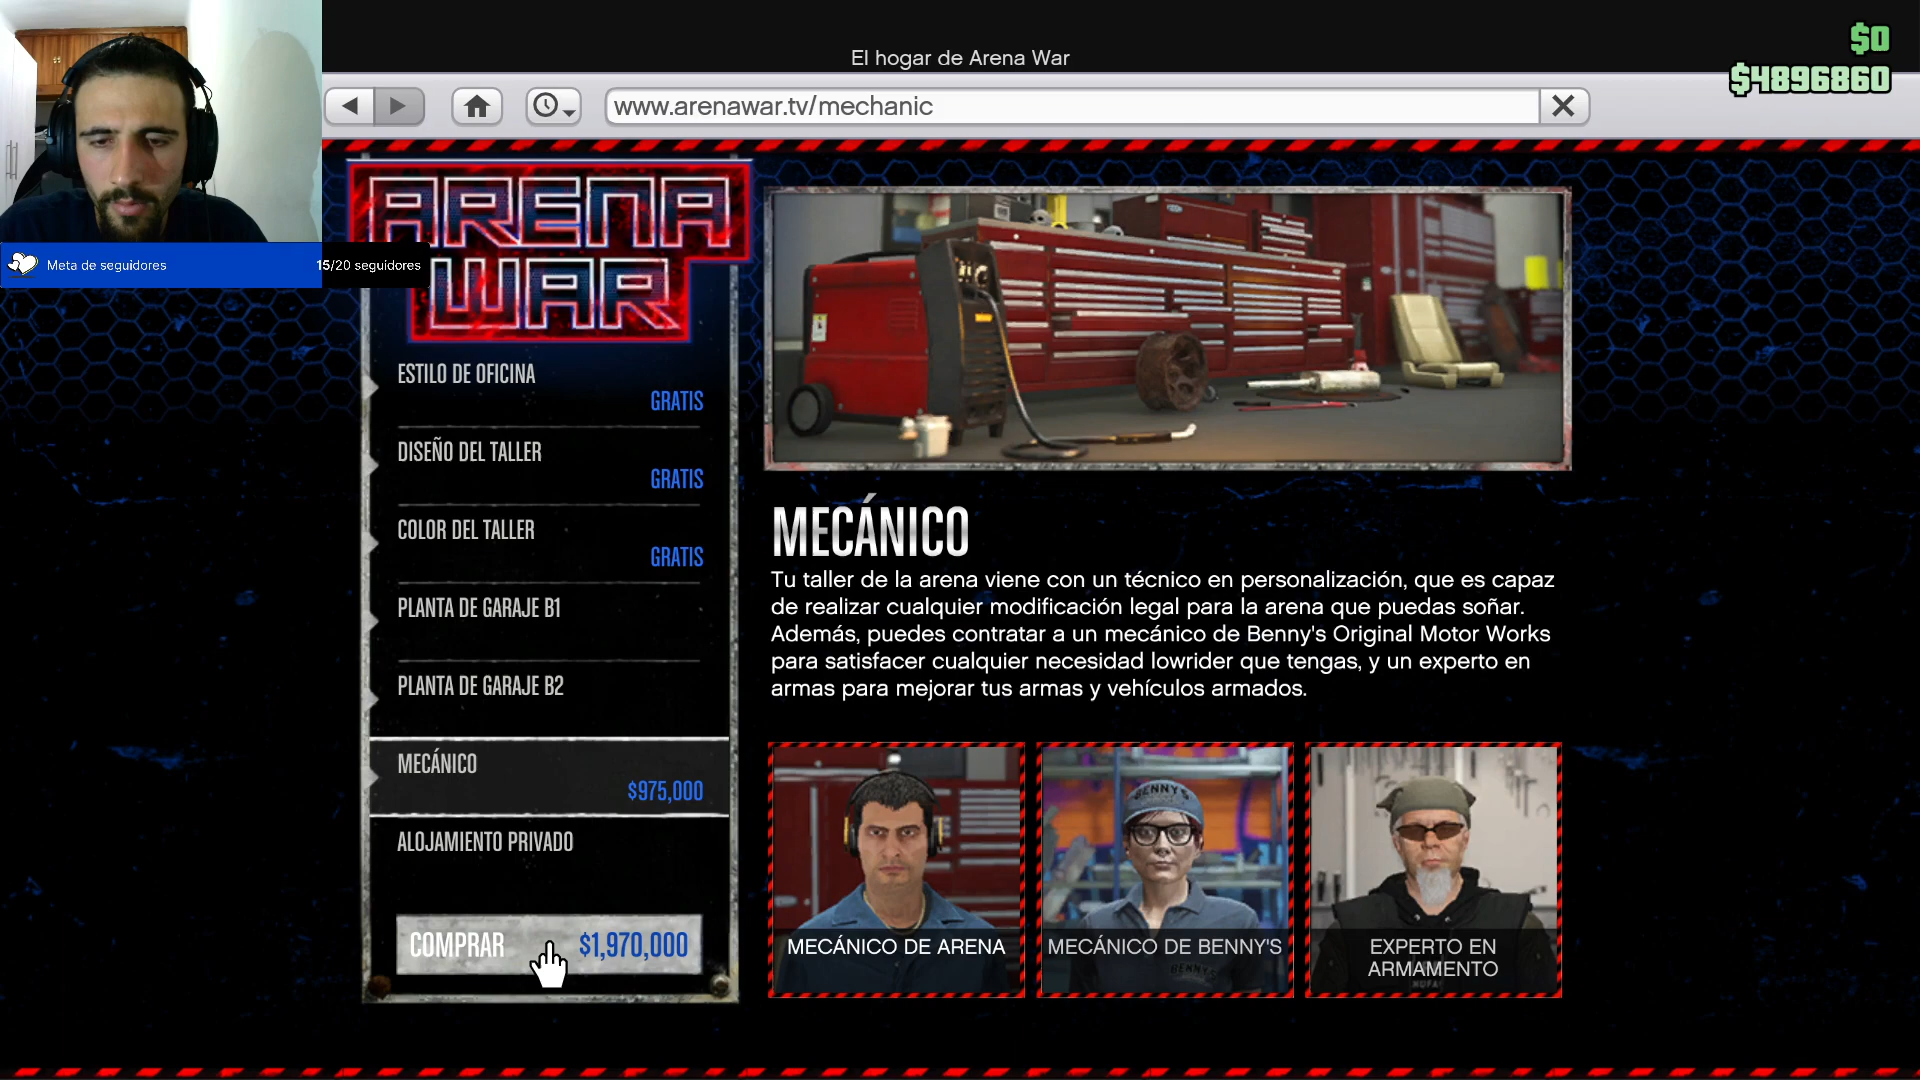 El hogar de Arena War
$0
$4896860
www.arenawar.tv/mechanic
Meta de seguidores
15/20 seguidores
ARENA
WAR
ESTILO DE OFICINA
GRATIS
DISEÑO DEL TALLER
GRATIS
COLOR DEL TALLER
GRATIS
PLANTA DE GARAJE B1
PLANTA DE GARAJE B2
MECÁNICO
$975,000
ALOJAMIENTO PRIVADO
COMPRAR $1,970,000
MECÁNICO
Tu taller de la arena viene con un técnico en personalización, que es capaz
de realizar cualquier modificación legal para la arena que puedas soñar.
Además, puedes contratar a un mecánico de Benny's Original Motor Works
para satisfacer cualquier necesidad lowrider que tengas, y un experto en
armas para mejorar tus armas y vehículos armados.
MECÁNICO DE ARENA
BENNY'S
MECÁNICO DE BENNY'S
BENNY'S
EXPERTO EN
ARMAMENTO